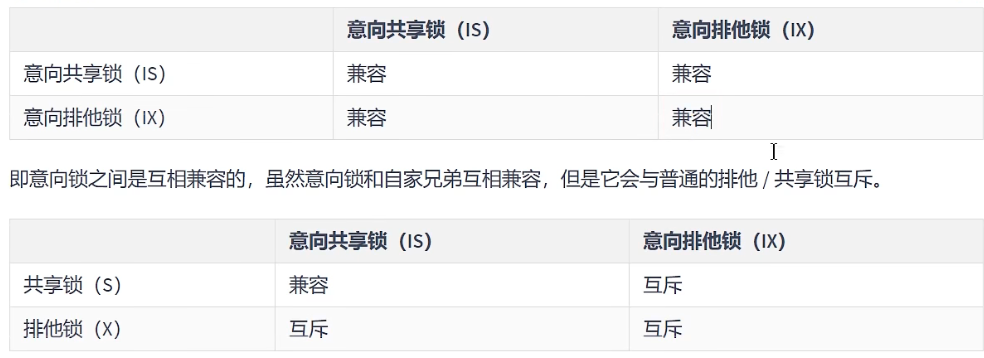 意向共享锁（IS） 意向排他锁（IX）
意向共享锁（IS） 兼容 兼容
意向排他锁（IX） 兼容 兼容
即意向锁之间是互相兼容的，虽然意向锁和自家兄弟互相兼容，但是它会与普通的排他 / 共享锁互斥。
意向共享锁（IS） 意向排他锁（IX）
共享锁（S） 兼容 互斥
排他锁（X） 互斥 互斥